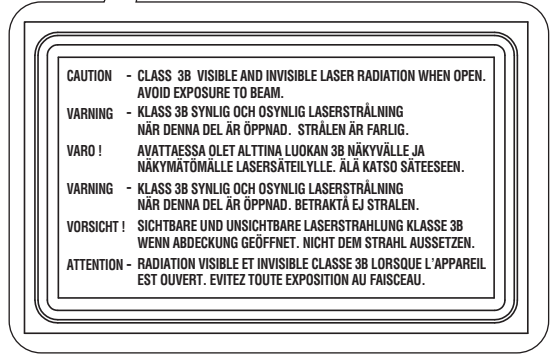 CAUTION - CLASS 3B VISIBLE AND INVISIBLE LASER RADIATION WHEN OPEN.
AVOID EXPOSURE TO BEAM.
VARNING - KLASS 3B SYNLIG OCH OSYNLIG LASERSTRÅLNING
NÄR DENNA DEL ÄR ÖPPNAD. STRÅLEN ÄR FARLIG.
VARO ! AVATTAESSA OLET ALTTINA LUOKAN 3B NÄKYVÄLLE JA
NÄKYMÄTÖMÄLLE LASERSÄTEILYLLE. ÄLÄ KATSO SÄTEESEEN.
VARNING - KLASS 3B SYNLIG OCH OSYNLIG LASERSTRÅLNING
NÄR DENNA DEL ÄR ÖPPNAD. BETRAKTÅ EJ STRALEN.
VORSICHT ! SICHTBARE UND UNSICHTBARE LASERSTRAHLUNG KLASSE 3B
WENN ABDECKUNG GEÖFFNET. NICHT DEM STRAHL AUSSETZEN.
ATTENTION - RADIATION VISIBLE ET INVISIBLE CLASSE 3B LORSQUE L'APPAREIL
EST OUVERT. EVITEZ TOUTE EXPOSITION AU FAISCEAU.